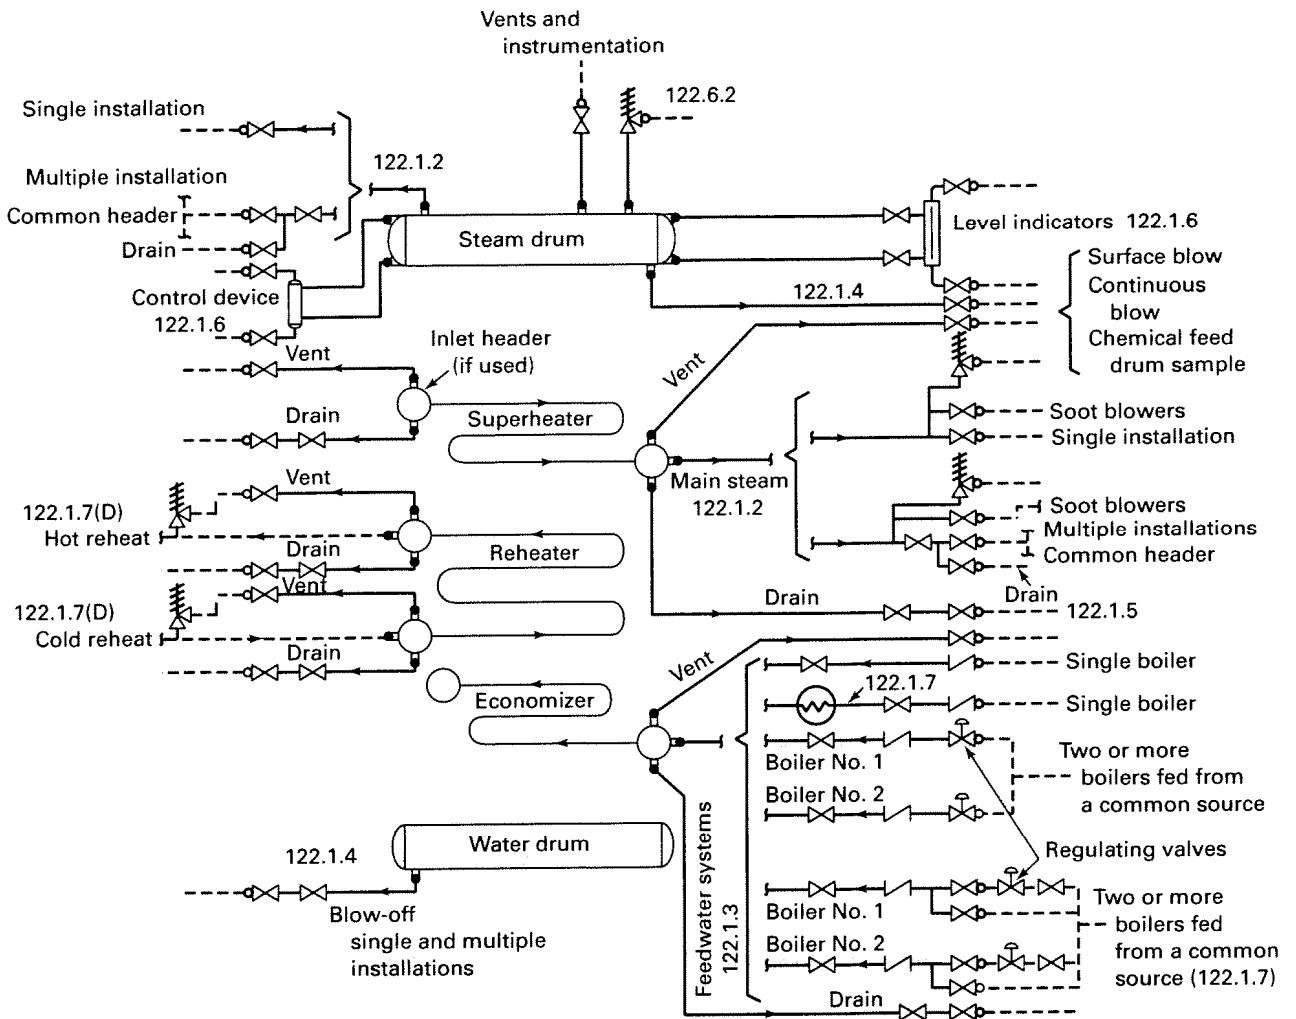 Vents and
instrumentation
122.6.2
Single installation
122.1.2
Multiple installation
Common header
Drain
Steam drum
Level indicators 122.1.6
Surface blow
Continuous
blow
Chemical feed
drum sample
Control device
122.1.6
122.1.4
Vent
Inlet header
(if used)
Vent
Drain
Superheater
Soot blowers
Single installation
Main steam
122.1.2
Vent
122.1.7(D)
Hot reheat
Drain
Reheater
Soot blowers
Multiple installations
Common header
Drain
Vent
122.1.7(D)
Cold reheat
Drain
Drain
122.1.5
Vent
Single boiler
122.1.7
Single boiler
Economizer
Boiler No. 1
Two or more
boilers fed from
a common source
Boiler No. 2
Regulating valves
Water drum
122.1.4
Blow-off
single and multiple
installations
Feedwater systems
122.1.3
Boiler No. 1
Boiler No. 2
Two or more
boilers fed
from a common
source (122.1.7)
Drain